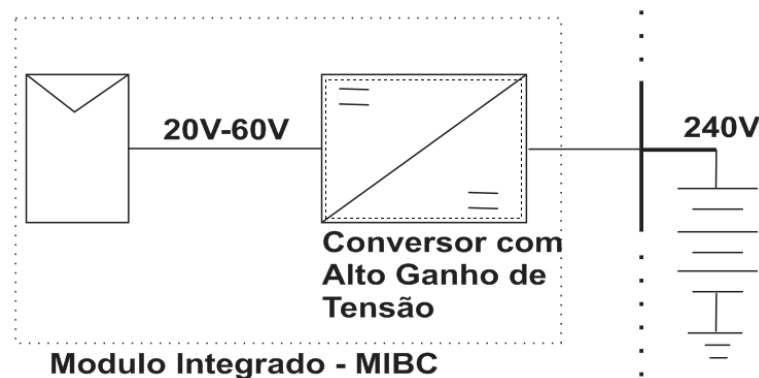 20V-60V
240V
Conversor com
Alto Ganho de
Tensão
Modulo Integrado - MIBC